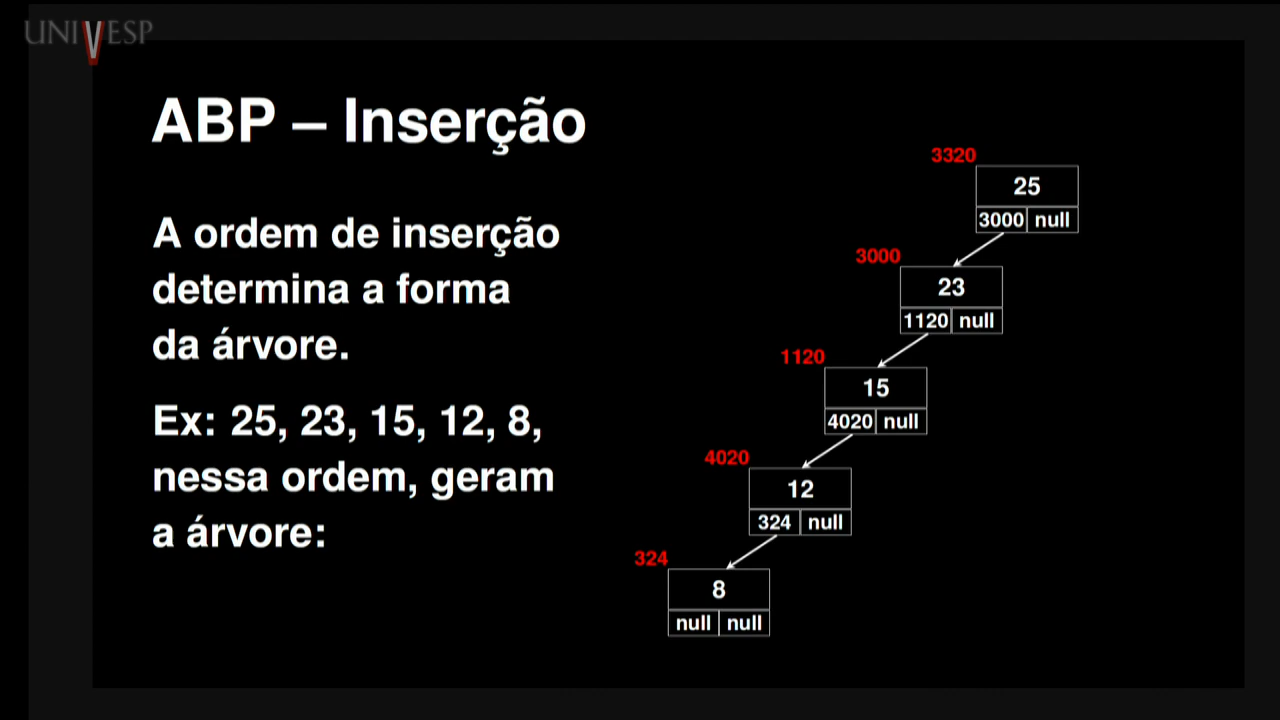 UNIVESP
ABP – Inserção
A ordem de inserção
determina a forma
da árvore.
Ex: 25, 23, 15, 12, 8,
nessa ordem, geram
a árvore:
3320
25
3000 null
3000
23
1120 null
1120
15
4020 null
4020
12
324 null
324
8
null null